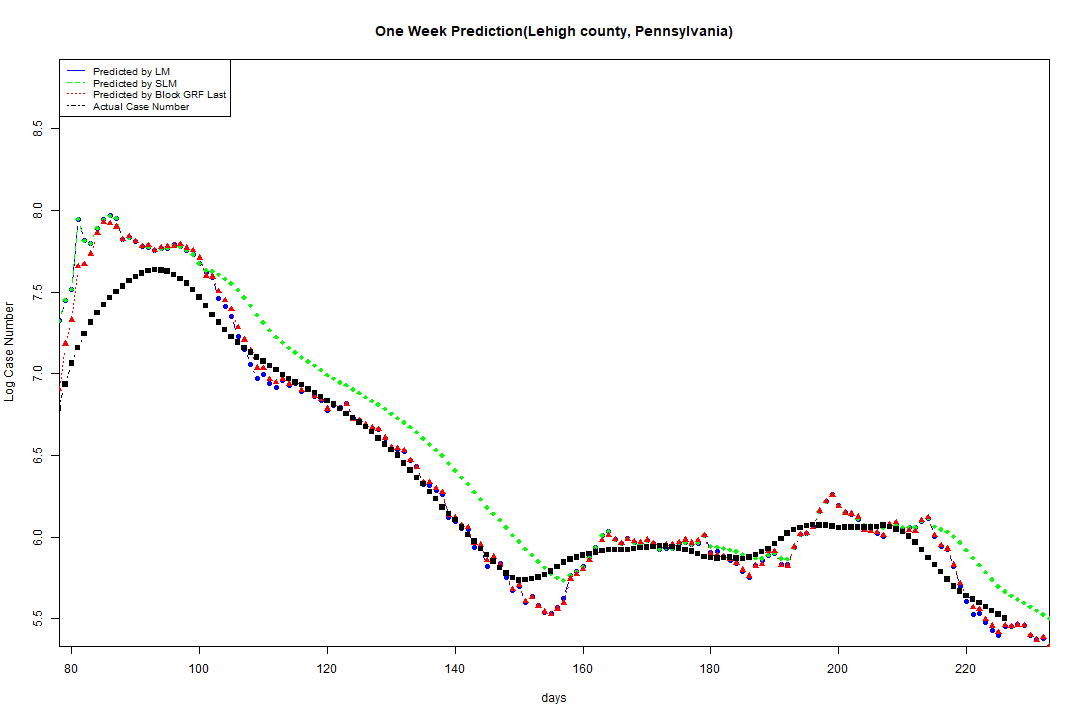 One Week Prediction(Lehigh county, Pennsylvania)
Predicted by LM
Predicted by SLM
Predicted by Block GRF Last
Actual Case Number
Log Case Number
8.5
8.0
7.5
7.0
6.5
6.0
5.5
80 100 120 140 160 180 200 220
days